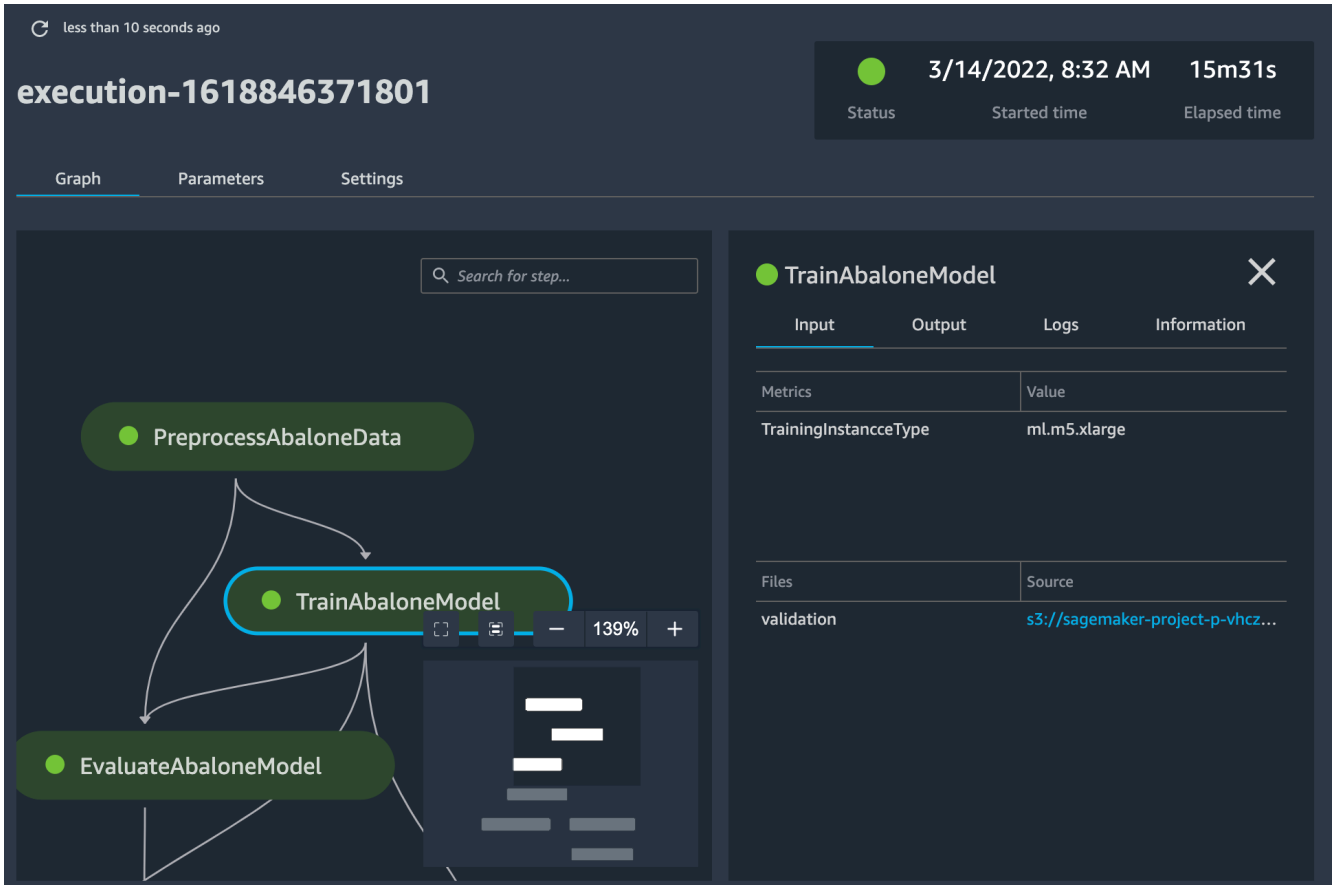 less than 10 seconds ago
execution-1618846371801
3/14/2022, 8:32 AM 15m31s
Status Started time Elapsed time
Graph Parameters Settings
Search for step...
PreprocessAbaloneData
TrainAbaloneModel
139%
EvaluateAbaloneModel
TrainAbaloneModel
Input Output Logs Information
Metrics Value
TrainingInstancceType ml.m5.xlarge
Files Source
validation s3://sagemaker-project-p-vhcz...